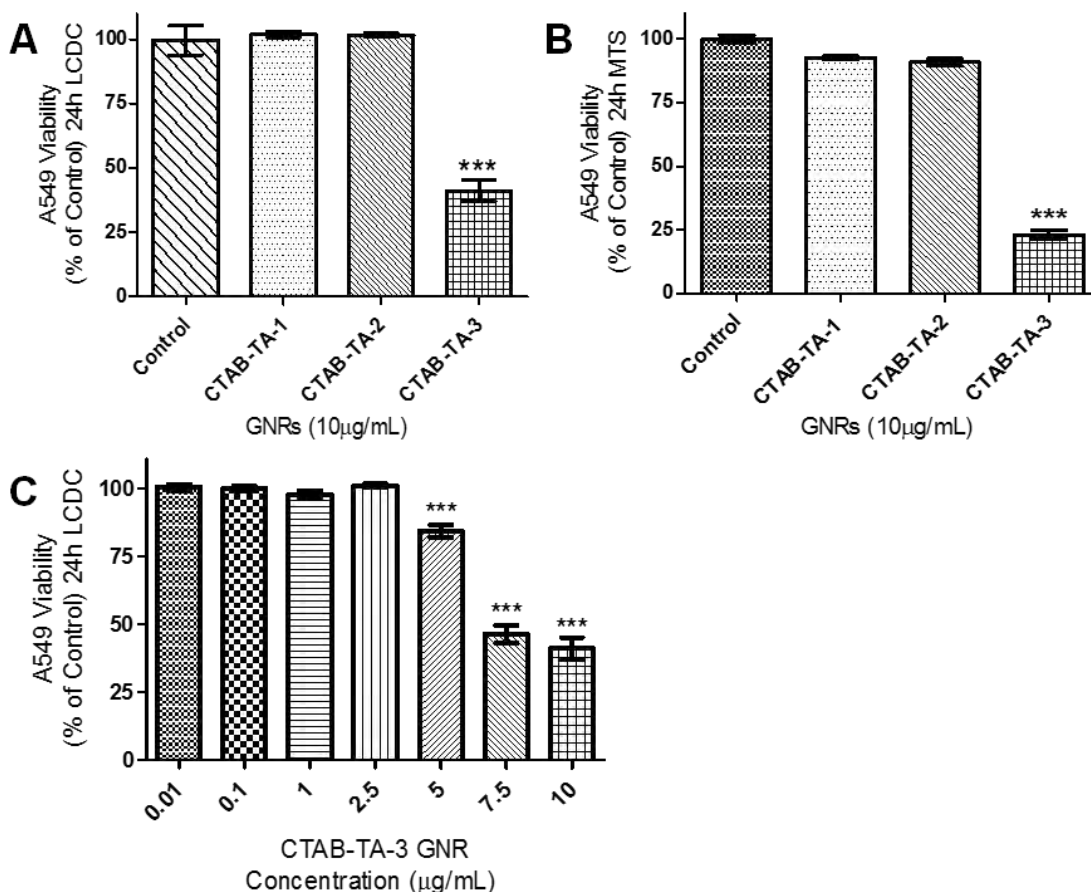 A
A549 Viability
(% of Control) 24h LCDC
100
75
50
25
0
***
Control
CTAB-TA-1
CTAB-TA-2
CTAB-TA-3
GNRs (10μg/mL)
B
A549 Viability
(% of Control) 24h MTS
100
75
50
25
0
***
Control
CTAB-TA-1
CTAB-TA-2
CTAB-TA-3
GNRs (10μg/mL)
C
A549 Viability
(% of Control) 24h LCDC
100
75
50
25
0
***
***
***
0.01
0.1
1
2.5
5
7.5
10
CTAB-TA-3 GNR
Concentration (μg/mL)